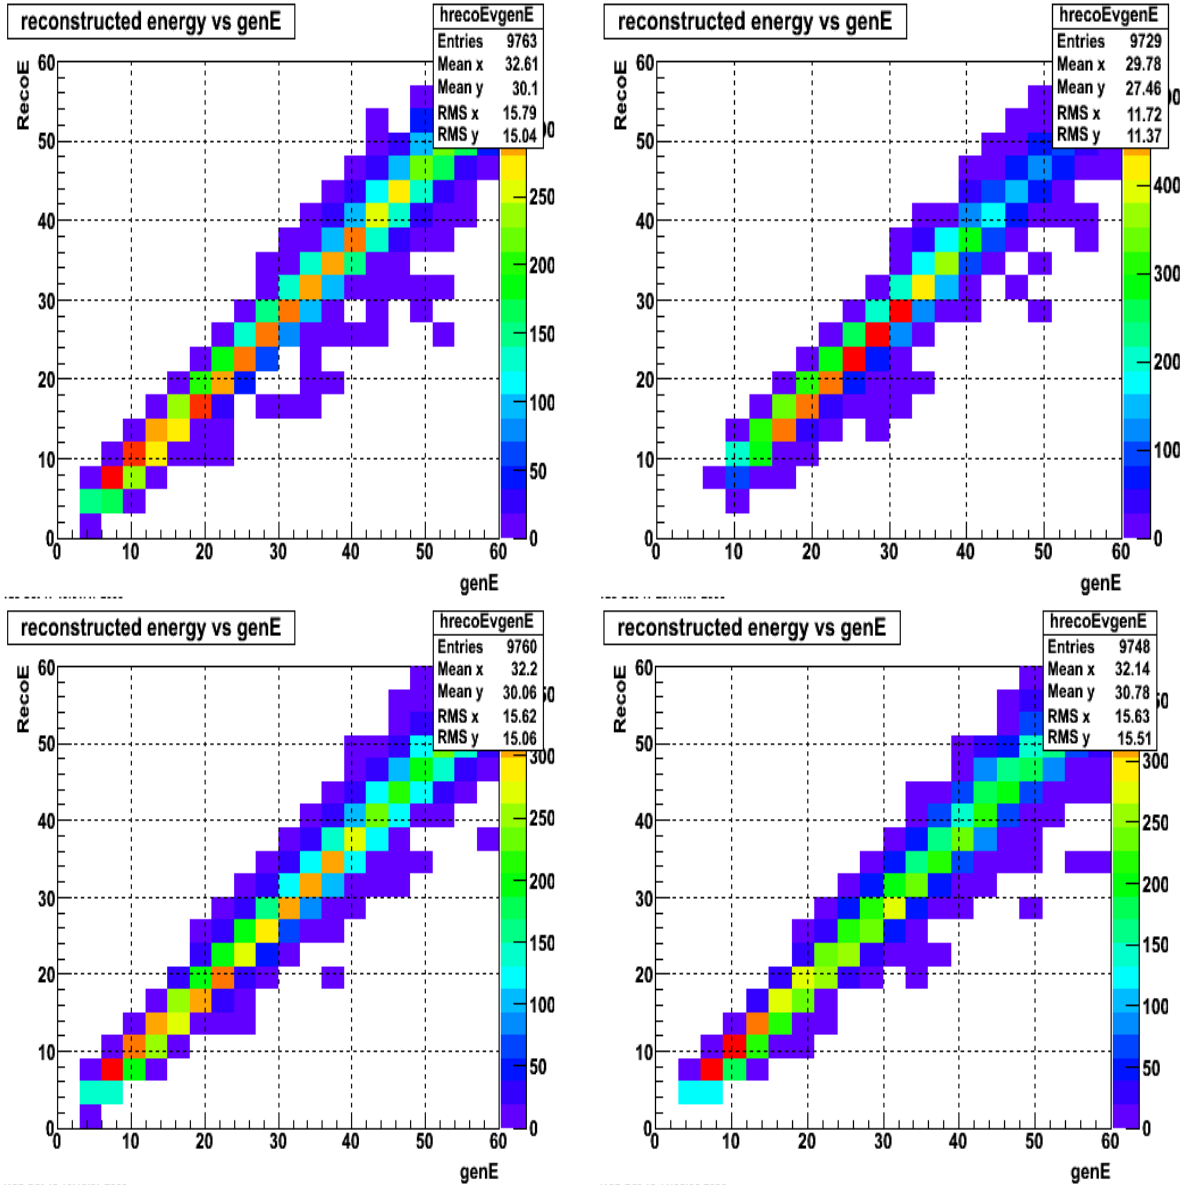 reconstructed energy vs genE
hrecoEvgenE
Entries 9763
Mean x 32.61
Mean y 30.1
RMS x 15.79
RMS y 15.04
RecoE
60
50
40
30
20
10
0
0 10 20 30 40 50 60
genE
250
200
150
100
50
0
reconstructed energy vs genE
hrecoEvgenE
Entries 9729
Mean x 29.78
Mean y 27.46
RMS x 11.72
RMS y 11.37
RecoE
60
50
40
30
20
10
0
0 10 20 30 40 50 60
genE
400
300
200
100
0
reconstructed energy vs genE
hrecoEvgenE
Entries 9760
Mean x 32.2
Mean y 30.06
RMS x 15.62
RMS y 15.06
RecoE
60
50
40
30
20
10
0
0 10 20 30 40 50 60
genE
300
250
200
150
100
50
0
reconstructed energy vs genE
hrecoEvgenE
Entries 9748
Mean x 32.14
Mean y 30.78
RMS x 15.63
RMS y 15.51
RecoE
60
50
40
30
20
10
0
0 10 20 30 40 50 60
genE
300
250
200
150
100
50
0